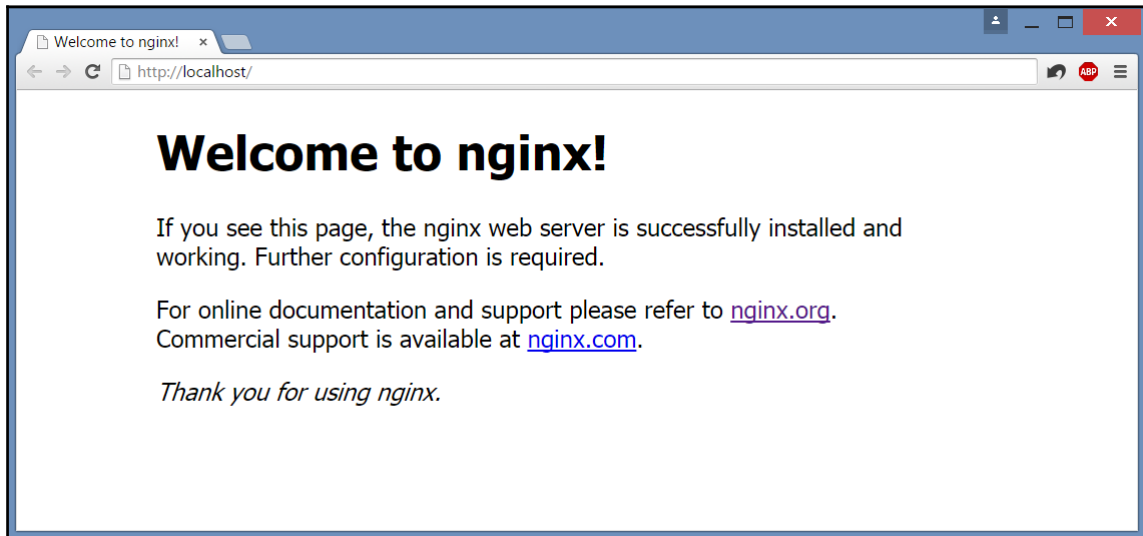 Welcome to nginx!
http://localhost/
ABP
Welcome to nginx!
If you see this page, the nginx web server is successfully installed and
working. Further configuration is required.
For online documentation and support please refer to nginx.org.
Commercial support is available at nginx.com.
Thank you for using nginx.